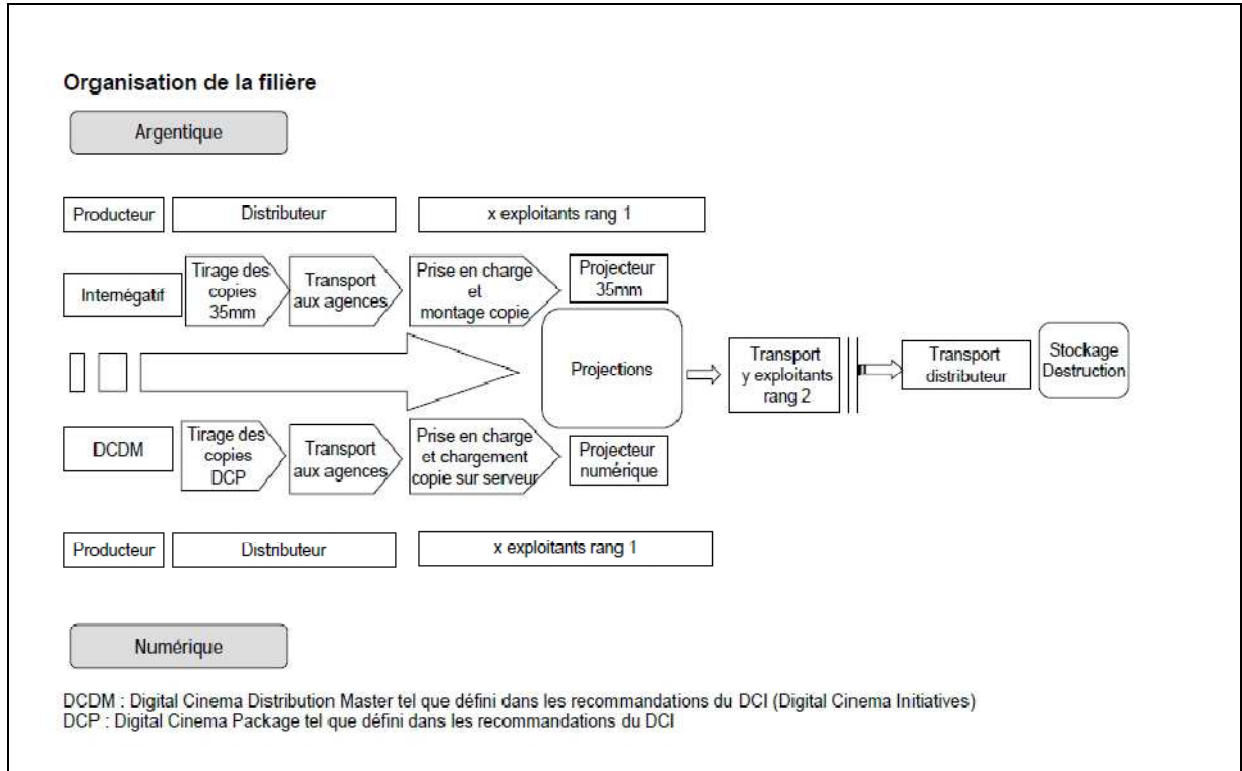 Organisation de la filière
Argentique
Producteur
Distributeur
x exploitants rang 1
Internégatif
Tirage des
copies
35mm
Transport
aux agences
Prise en charge
et
montage copie
Projecteur
35mm
Projections
Transport
y exploitants
rang 2
Transport
distributeur
Stockage
Destruction
DCDM
Tirage des
copies
DCP
Transport
aux agences
Prise en charge
et chargement
copie sur serveur
Projecteur
numérique
Producteur
Distributeur
x exploitants rang 1
Numérique
DCDM : Digital Cinema Distribution Master tel que défini dans les recommandations du DCI (Digital Cinema Initiatives)
DCP : Digital Cinema Package tel que défini dans les recommandations du DCI